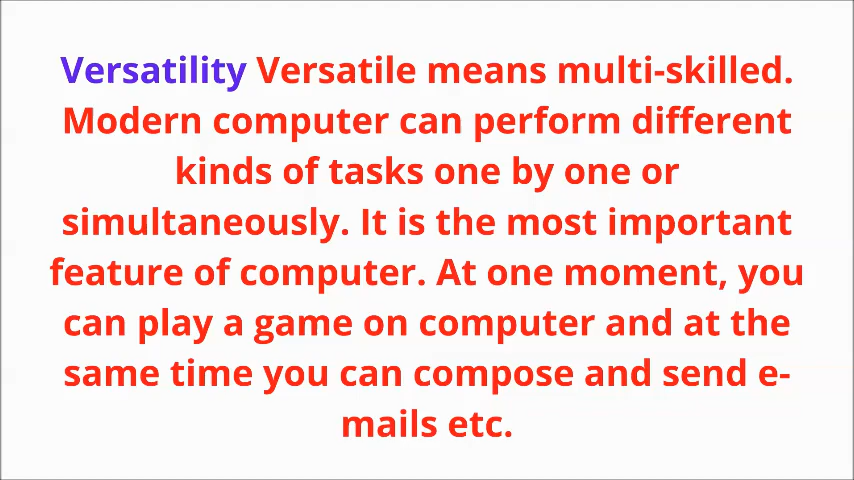 Versatility Versatile means multi-skilled.
Modern computer can perform different
kinds of tasks one by one or
simultaneously. It is the most important
feature of computer. At one moment, you
can play a game on computer and at the
same time you can compose and send e-
mails etc.